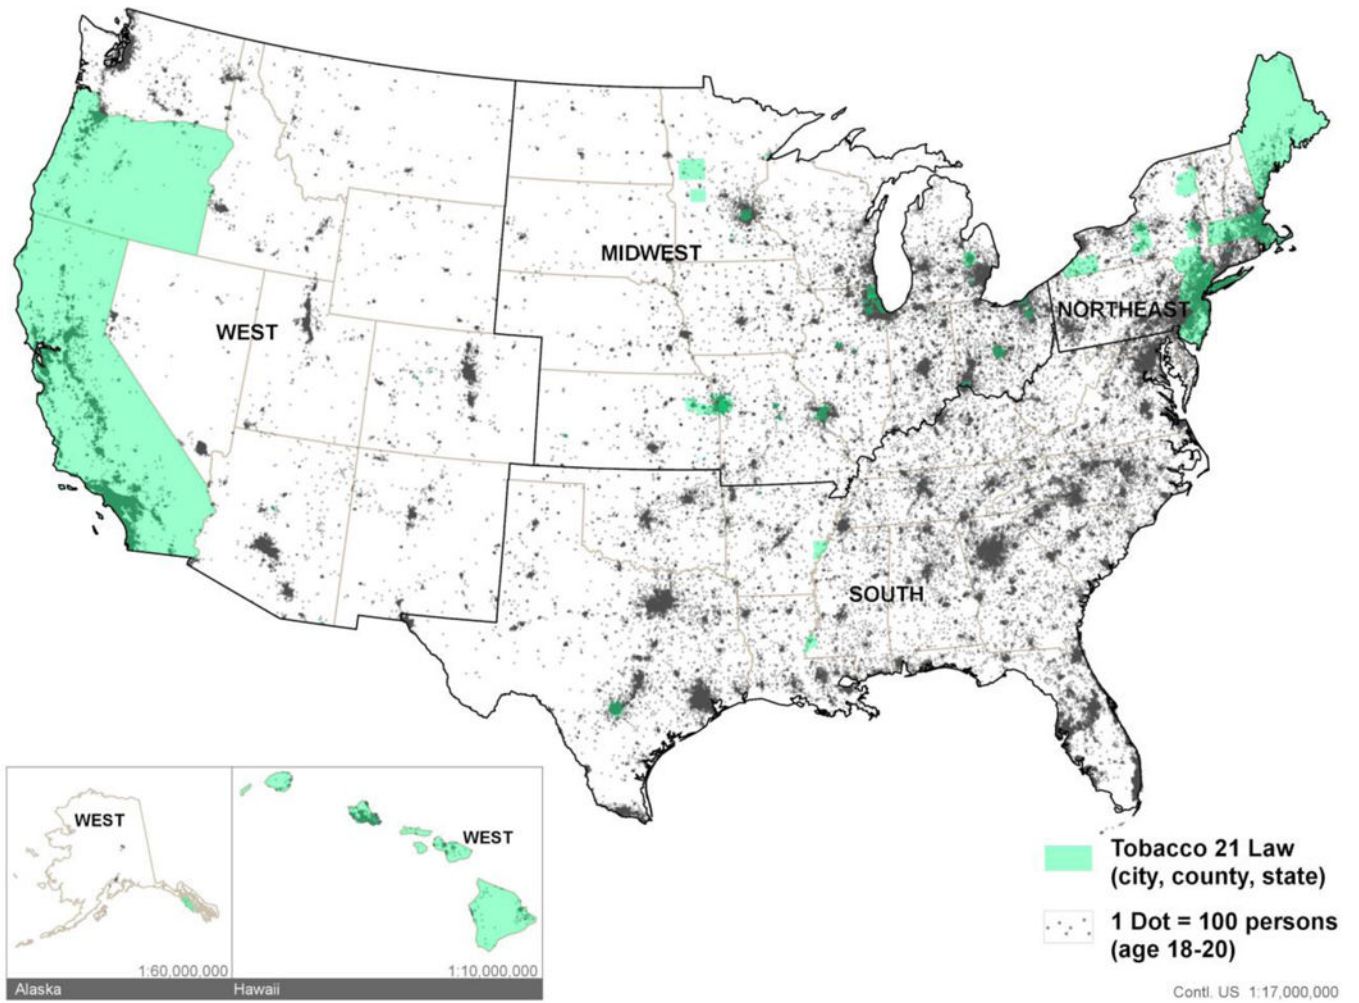 MIDWEST
NORTHEAST
WEST
SOUTH
WEST
WEST
1:60,000,000
1:10,000,000
Alaska
Hawaii
Tobacco 21 Law
(city, county, state)
1 Dot = 100 persons
(age 18-20)
Contl. US 1:17,000,000